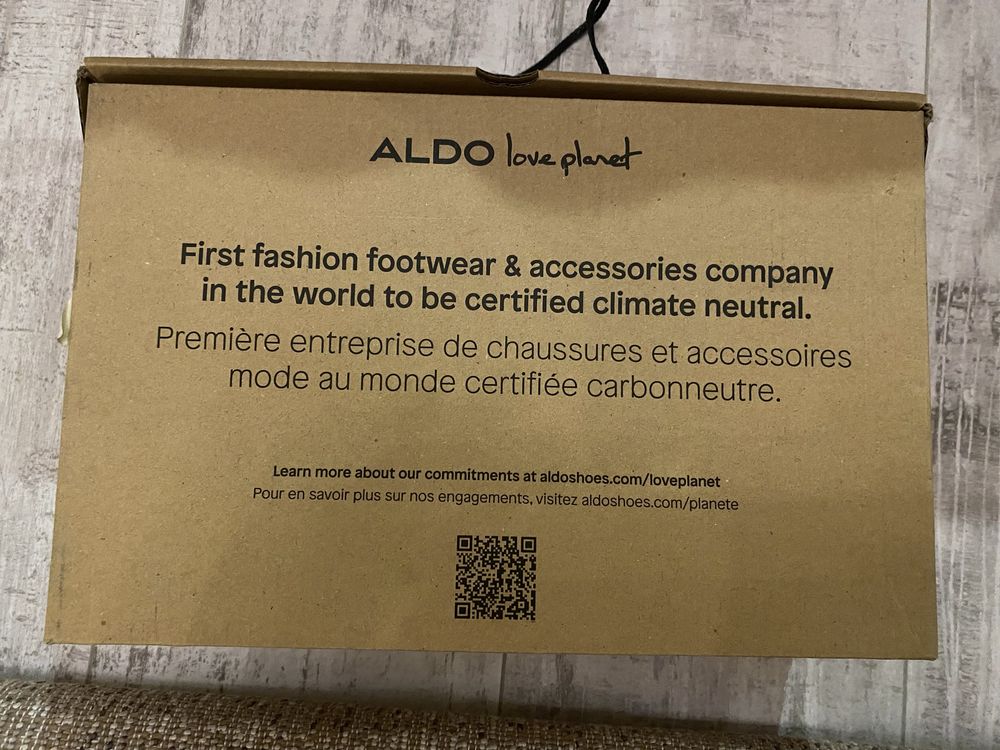 ALDO love planet
First fashion footwear & accessories company
in the world to be certified climate neutral.
Première entreprise de chaussures et accessoires
mode au monde certifiée carbonneutre.
Learn more about our commitments at aldoshoes.com/loveplanet
Pour en savoir plus sur nos engagements, visitez aldoshoes.com/planete